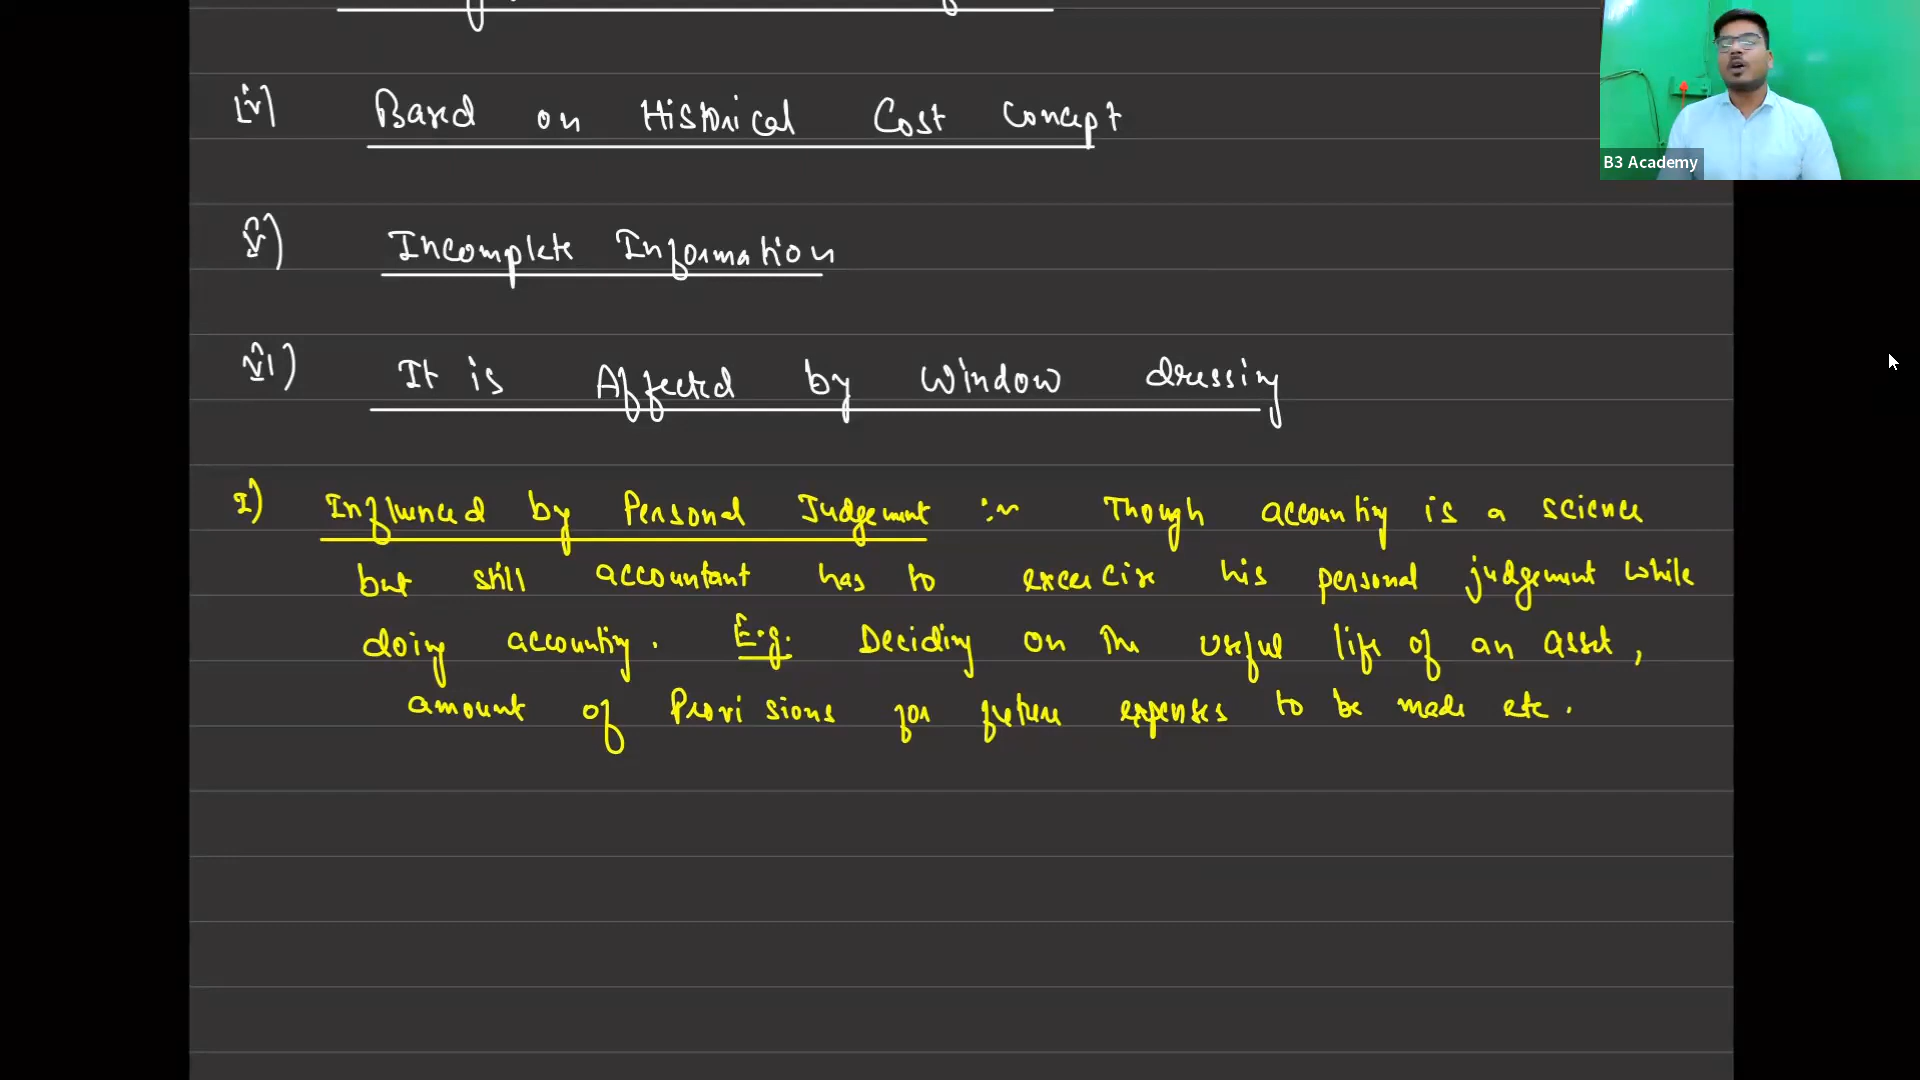 iv) Based on Historical Cost Concept
B3 Academy
v) Incomplete Information
vi) It is Affected by Window dressing
I) Influenced by Personal Judgement :- Though accounting is a science
but still accountant has to excercise his personal judgement while
doing accounting. E.g. Deciding on the useful life of an asset,
amount of Provisions for future expenses to be made etc.